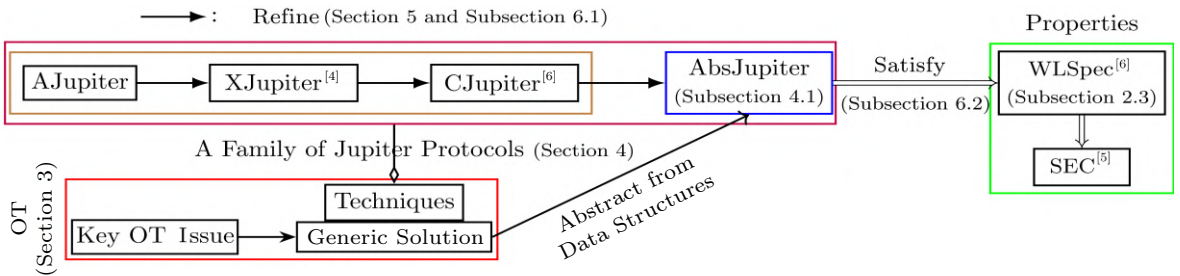 : Refine (Section 5 and Subsection 6.1)
Properties
AJupiter
XJupiter[4]
CJupiter[6]
AbsJupiter
(Subsection 4.1)
Satisfy
(Subsection 6.2)
WLSpec[6]
(Subsection 2.3)
SEC[5]
A Family of Jupiter Protocols (Section 4)
OT
(Section 3)
Techniques
Key OT Issue
Generic Solution
Abstract from
Data Structures